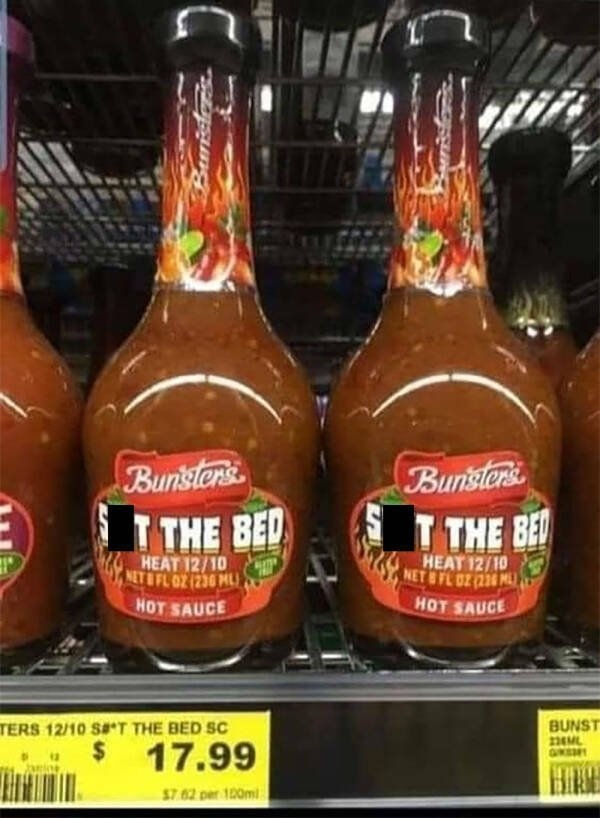 Bunsters
Bunsters
Bunsters
S T THE BED
HEAT 12/10
NET 8 FL OZ (236 ML)
HOT SAUCE
Bunsters
S T THE BED
HEAT 12/10
NET 8 FL OZ (236 ML)
HOT SAUCE
E
TERS 12/10 S#*T THE BED SC
$ 17.99
$7.62 per 100ml
BUNST
236ML